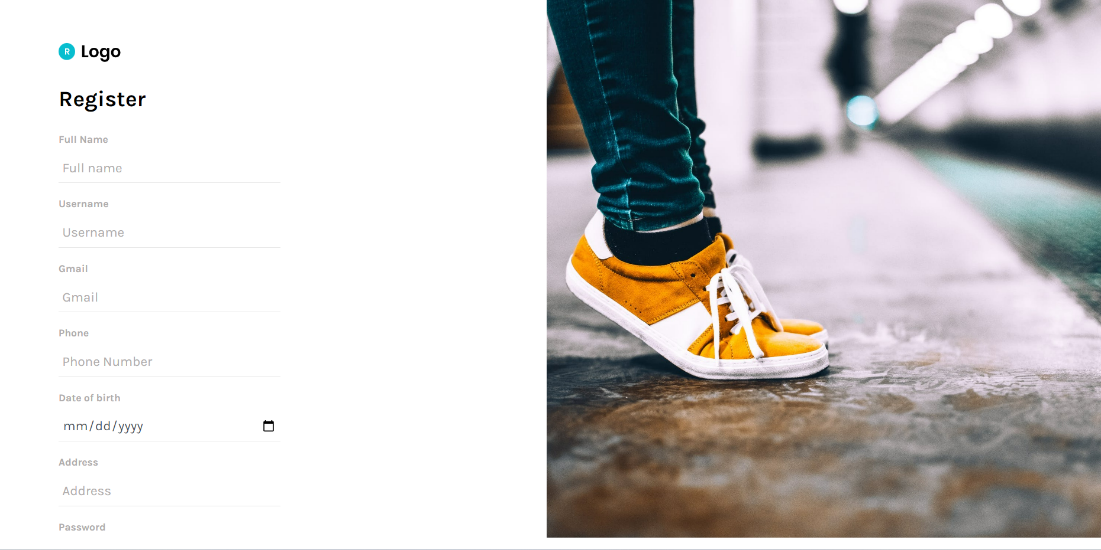 R Logo
Register
Full Name
Full name
Username
Username
Gmail
Gmail
Phone
Phone Number
Date of birth
mm/dd/yyyy
Address
Address
Password